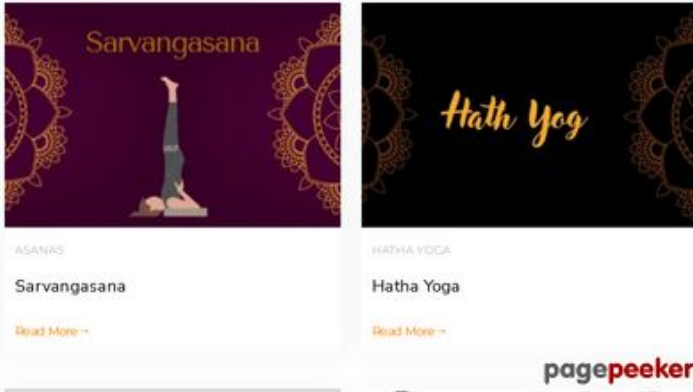 Sarvangasana
Hath Yog
ASANAS
HATHA YOGA
Sarvangasana
Hatha Yoga
Read More →
Read More →
pagepeeker